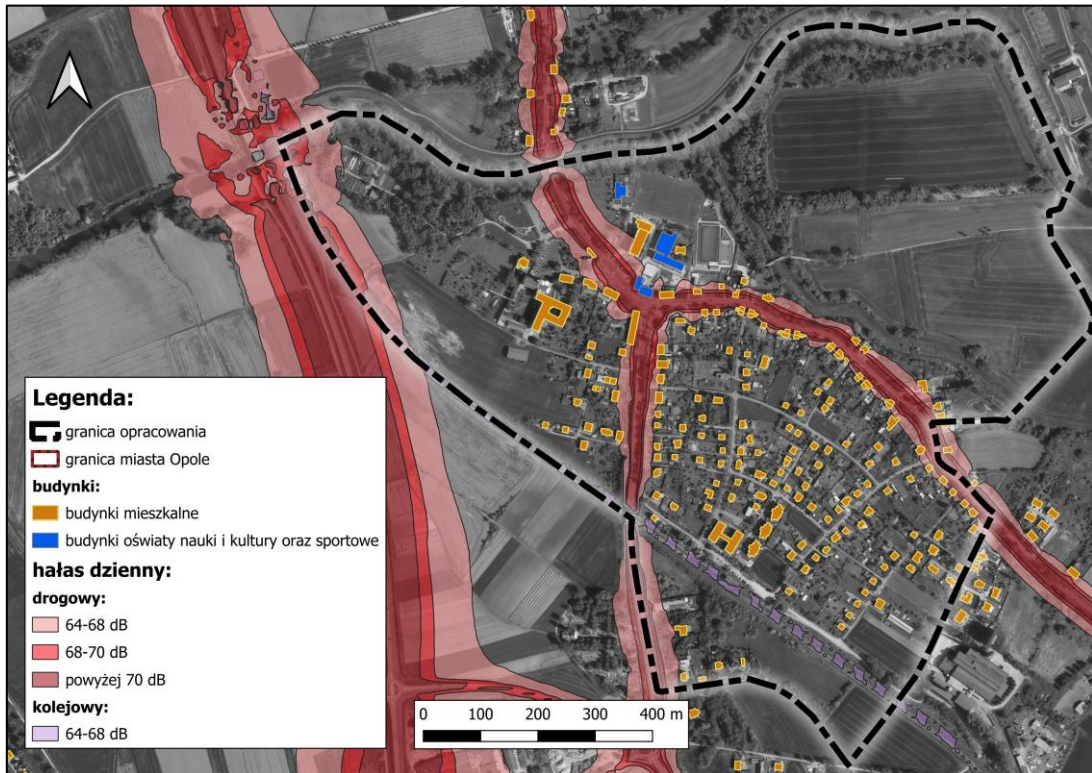 Legenda:
granica opracowania
granica miasta Opole
budynki:
budynki mieszkalne
budynki oświaty nauki i kultury oraz sportowe
hałas dzienny:
drogowy:
64-68 dB
68-70 dB
powyżej 70 dB
kolejowy:
64-68 dB
0 100 200 300 400 m